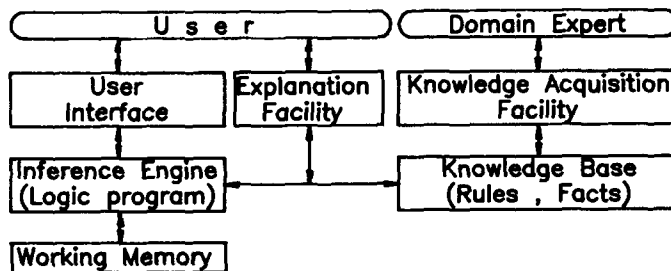 User
Domain Expert
User
Interface
Explanation
Facility
Knowledge Acquisition
Facility
Inference Engine
(Logic program)
Knowledge Base
(Rules , Facts)
Working Memory